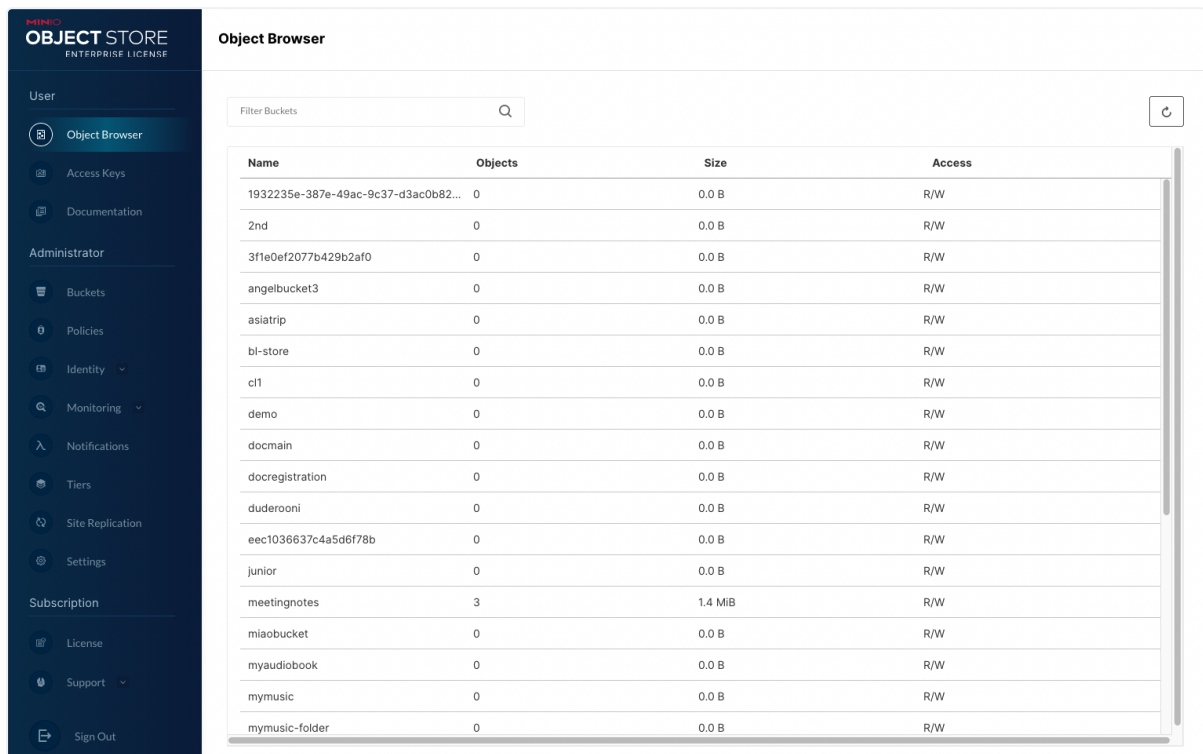 MINIO
OBJECT STORE
ENTERPRISE LICENSE
User
Object Browser
Access Keys
Documentation
Administrator
Buckets
Policies
Identity
Monitoring
Notifications
Tiers
Site Replication
Settings
Subscription
License
Support
Sign Out
Object Browser
Filter Buckets
Name Objects Size Access
1932235e-387e-49ac-9c37-d3ac0b82... 0 0.0 B R/W
2nd 0 0.0 B R/W
3f1e0ef2077b429b2af0 0 0.0 B R/W
angelbucket3 0 0.0 B R/W
asiatrip 0 0.0 B R/W
bl-store 0 0.0 B R/W
cl1 0 0.0 B R/W
demo 0 0.0 B R/W
docmain 0 0.0 B R/W
docregistration 0 0.0 B R/W
duderooni 0 0.0 B R/W
eec1036637c4a5d6f78b 0 0.0 B R/W
junior 0 0.0 B R/W
meetingnotes 3 1.4 MiB R/W
miaobucket 0 0.0 B R/W
myaudiobook 0 0.0 B R/W
mymusic 0 0.0 B R/W
mymusic-folder 0 0.0 B R/W